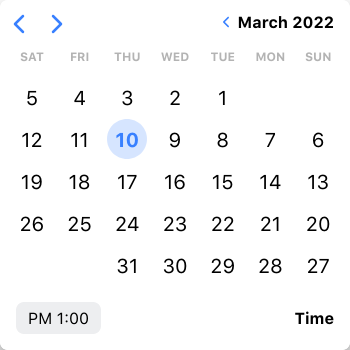 March 2022
SAT FRI THU WED TUE MON SUN
5 4 3 2 1
12 11 10 9 8 7 6
19 18 17 16 15 14 13
26 25 24 23 22 21 20
31 30 29 28 27
PM 1:00 Time